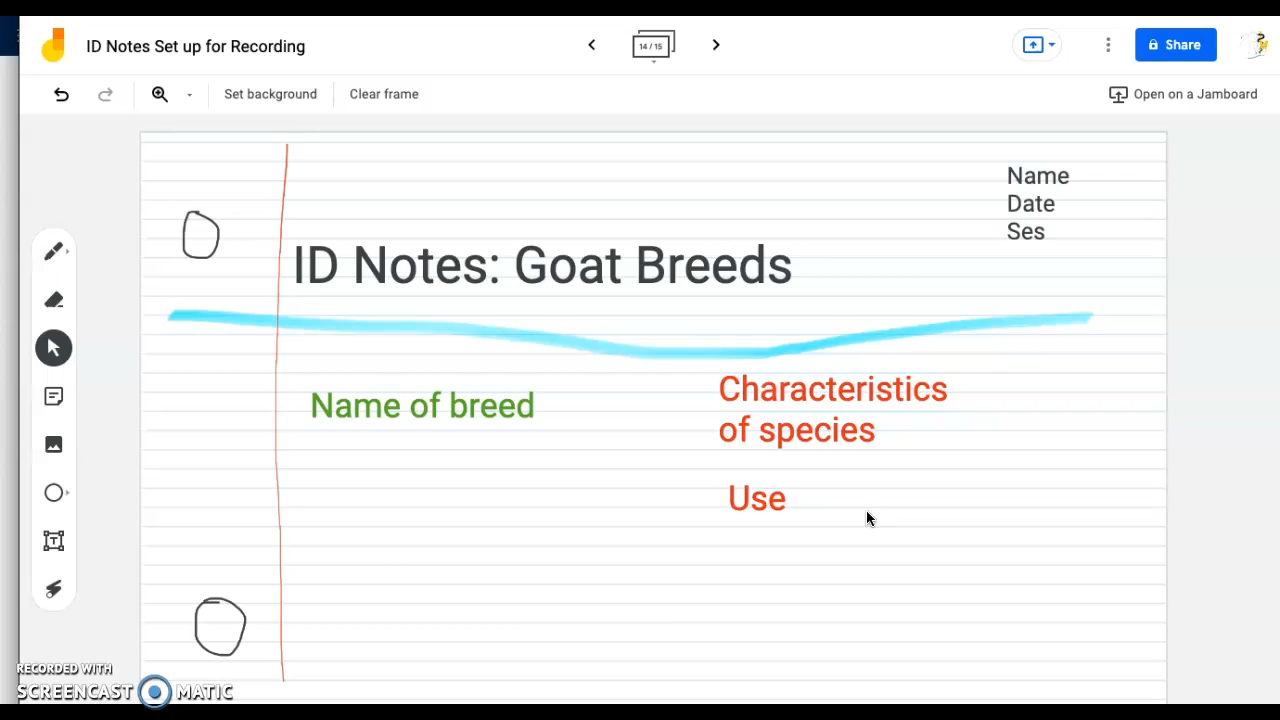 ID Notes Set up for Recording
14 / 15
Share
Set background
Clear frame
Open on a Jamboard
Name
Date
Ses
ID Notes: Goat Breeds
Name of breed
Characteristics
of species
Use
RECORDED WITH
SCREENCAST MATIC